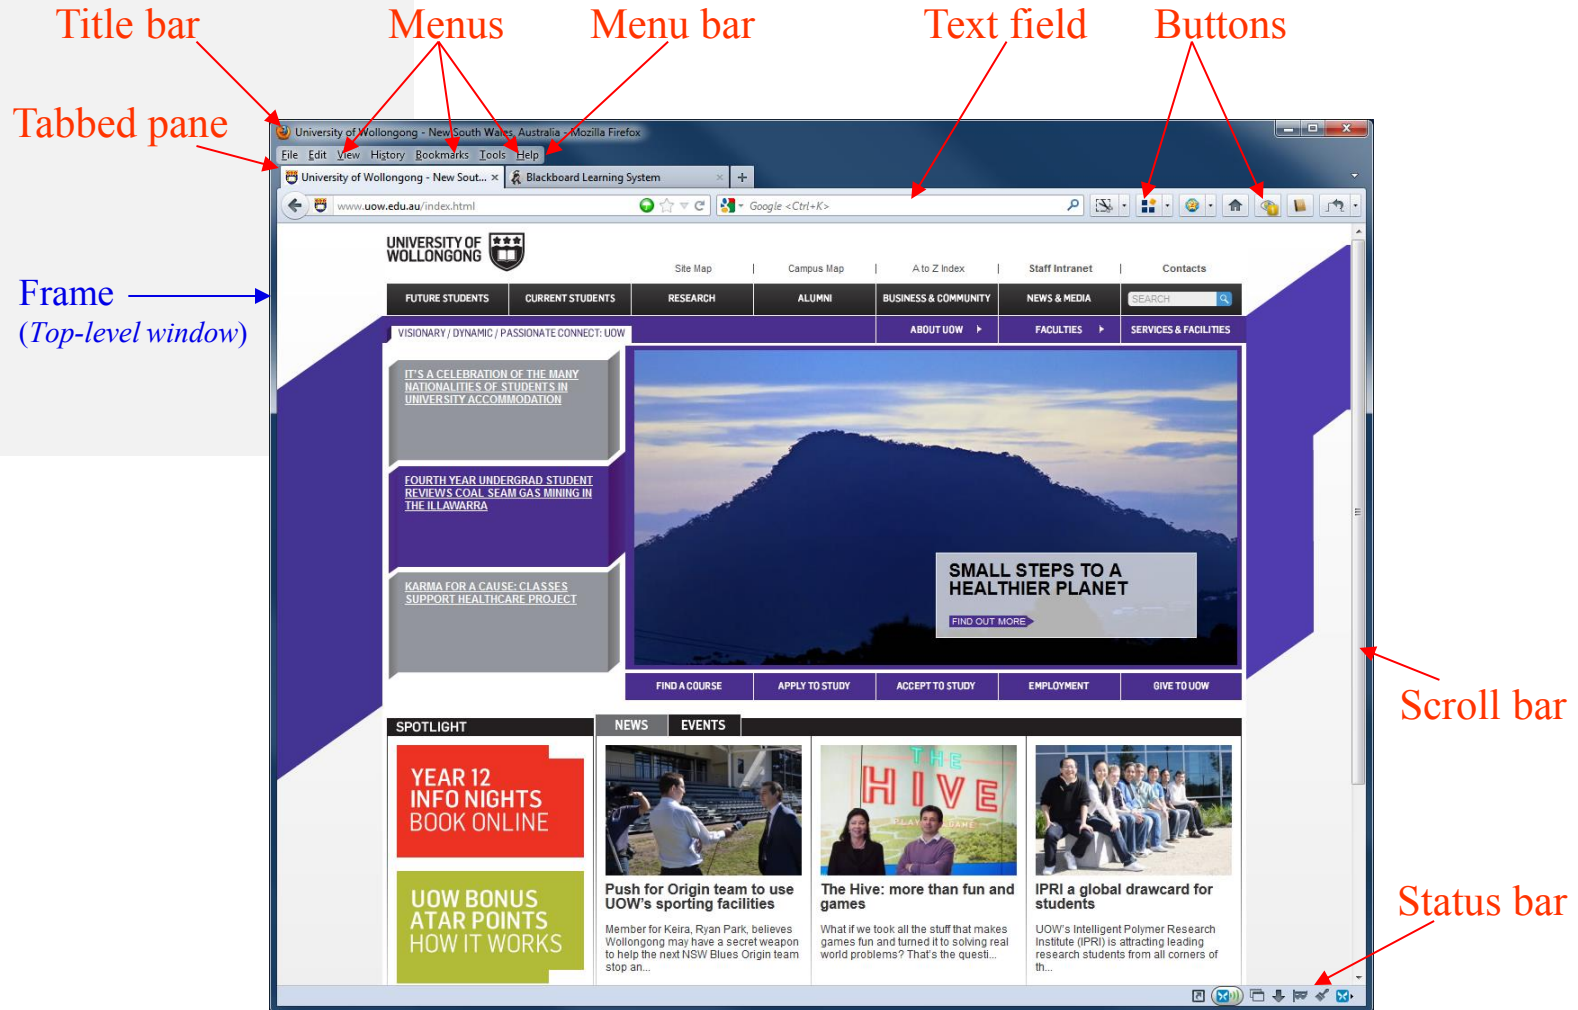 Title bar
Menus
Menu bar
Text field
Buttons
Tabbed pane
University of Wollongong - New South Wales, Australia - Mozilla Firefox
File Edit View History Bookmarks Tools Help
University of Wollongong - New Sout... ×
Blackboard Learning System ×
+
www.uow.edu.au/index.html
Google <Ctrl+K>
Frame
(Top-level window)
UNIVERSITY OF
WOLLONGONG
Site Map | Campus Map | A to Z Index | Staff Intranet | Contacts
FUTURE STUDENTS CURRENT STUDENTS RESEARCH ALUMNI BUSINESS & COMMUNITY NEWS & MEDIA SEARCH
VISIONARY / DYNAMIC / PASSIONATE CONNECT: UOW
ABOUT UOW FACULTIES SERVICES & FACILITIES
IT'S A CELEBRATION OF THE MANY
NATIONALITIES OF STUDENTS IN
UNIVERSITY ACCOMMODATION
FOURTH YEAR UNDERGRAD STUDENT
REVIEWS COAL SEAM GAS MINING IN
THE ILLAWARRA
KARMA FOR A CAUSE: CLASSES
SUPPORT HEALTHCARE PROJECT
SMALL STEPS TO A
HEALTHIER PLANET
FIND OUT MORE
FIND A COURSE APPLY TO STUDY ACCEPT TO STUDY EMPLOYMENT GIVE TO UOW
Scroll bar
SPOTLIGHT
NEWS EVENTS
YEAR 12
INFO NIGHTS
BOOK ONLINE
UOW BONUS
ATAR POINTS
HOW IT WORKS
THE
HIVE
Push for Origin team to use
UOW's sporting facilities
Member for Keira, Ryan Park, believes
Wollongong may have a secret weapon
to help the next NSW Blues Origin team
stop an...
The Hive: more than fun and
games
What if we took all the stuff that makes
games fun and turned it to solving real
world problems? That's the questi...
IPRI a global drawcard for
students
UOW's Intelligent Polymer Research
Institute (IPRI) is attracting leading
research students from all corners of
th...
Status bar